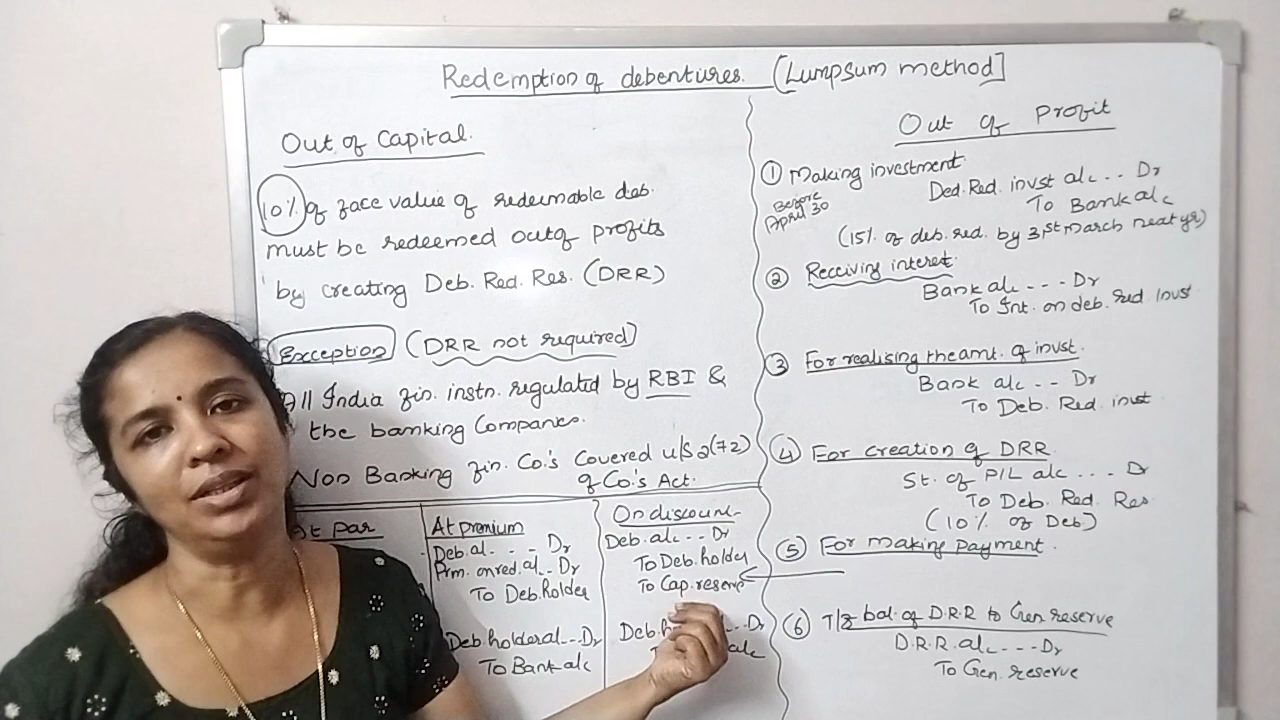 Redemption of debentures. (Lumpsum method]
Out of Capital.
10% of face value of redeemable deb.
must be redeemed out of profits
by creating Deb. Red. Res. (DRR)
Exception (DRR not required)
All India fin. instn. regulated by RBI &
the banking Companies.
Non Banking fin. Co.'s Covered u/s 2(72)
of Co.'s Act.
At par
At premium
Deb. a/c - - - Dr
Prm. on red. a/c - - Dr
To Deb. holder
Deb. holder a/c - - Dr
To Bank a/c
On discount
Deb. a/c - - Dr
To Deb. holder
To Cap. reserve
- - Dr
a/c
Out of Profit
① Making investment
Before
April 30
Ded. Red. invst a/c - - Dr
To Bank a/c
(15% of deb. red. by 31st March next yr)
② Receiving interest
Bank a/c - - - Dr
To Int. on deb. red invst
③ For realising the amt. of invst.
Bank a/c - - Dr
To Deb. Red. invst
④ For creation of DRR
St. of P/L a/c - - - Dr
To Deb. Red. Res
(10% of Deb)
⑤ For making payment
⑥ T/f bal. of D.R.R to Gen. reserve
D.R.R. a/c - - - Dr
To Gen. reserve